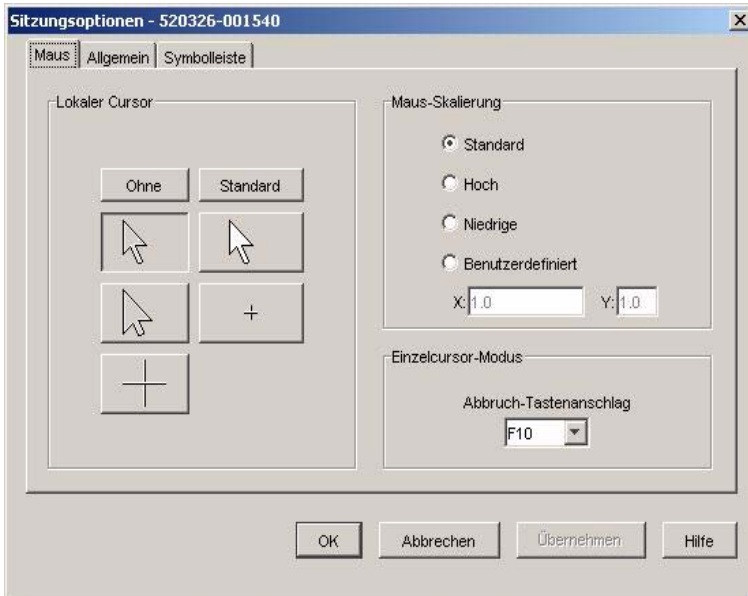 Sitzungsoptionen - 520326-001540
Maus Allgemein Symbolleiste
Lokaler Cursor
Ohne Standard
Maus-Skalierung
Standard
Hoch
Niedrige
Benutzerdefiniert
X: 1.0 Y: 1.0
Einzelcursor-Modus
Abbruch-Tastenanschlag
F10
OK Abbrechen Übernehmen Hilfe